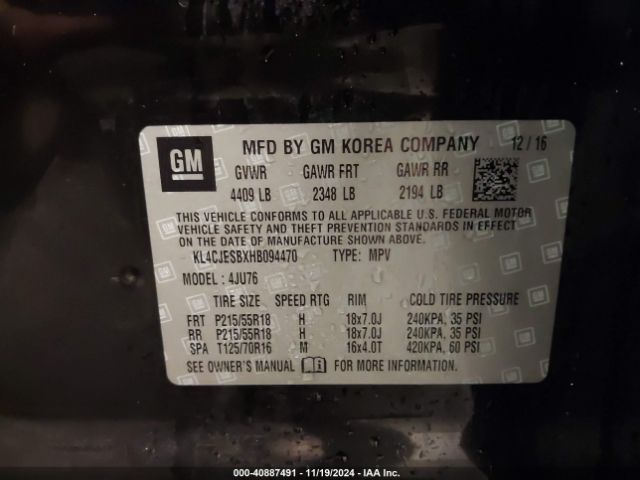 GM
MFD BY GM KOREA COMPANY 12/16
GVWR GAWR FRT GAWR RR
4409 LB 2348 LB 2194 LB
THIS VEHICLE CONFORMS TO ALL APPLICABLE U.S. FEDERAL MOTOR
VEHICLE SAFETY AND THEFT PREVENTION STANDARDS IN
EFFECT ON THE DATE OF MANUFACTURE SHOWN ABOVE.
KL4CJESBXHB094470 TYPE: MPV
MODEL : 4JU76
TIRE SIZE SPEED RTG RIM COLD TIRE PRESSURE
FRT P215/55R18 H 18x7.0J 240KPA, 35 PSI
RR P215/55R18 H 18x7.0J 240KPA, 35 PSI
SPA T125/70R16 M 16x4.0T 420KPA, 60 PSI
SEE OWNER'S MANUAL FOR MORE INFORMATION.
000-40887491 - 11/19/2024 - IAA Inc.